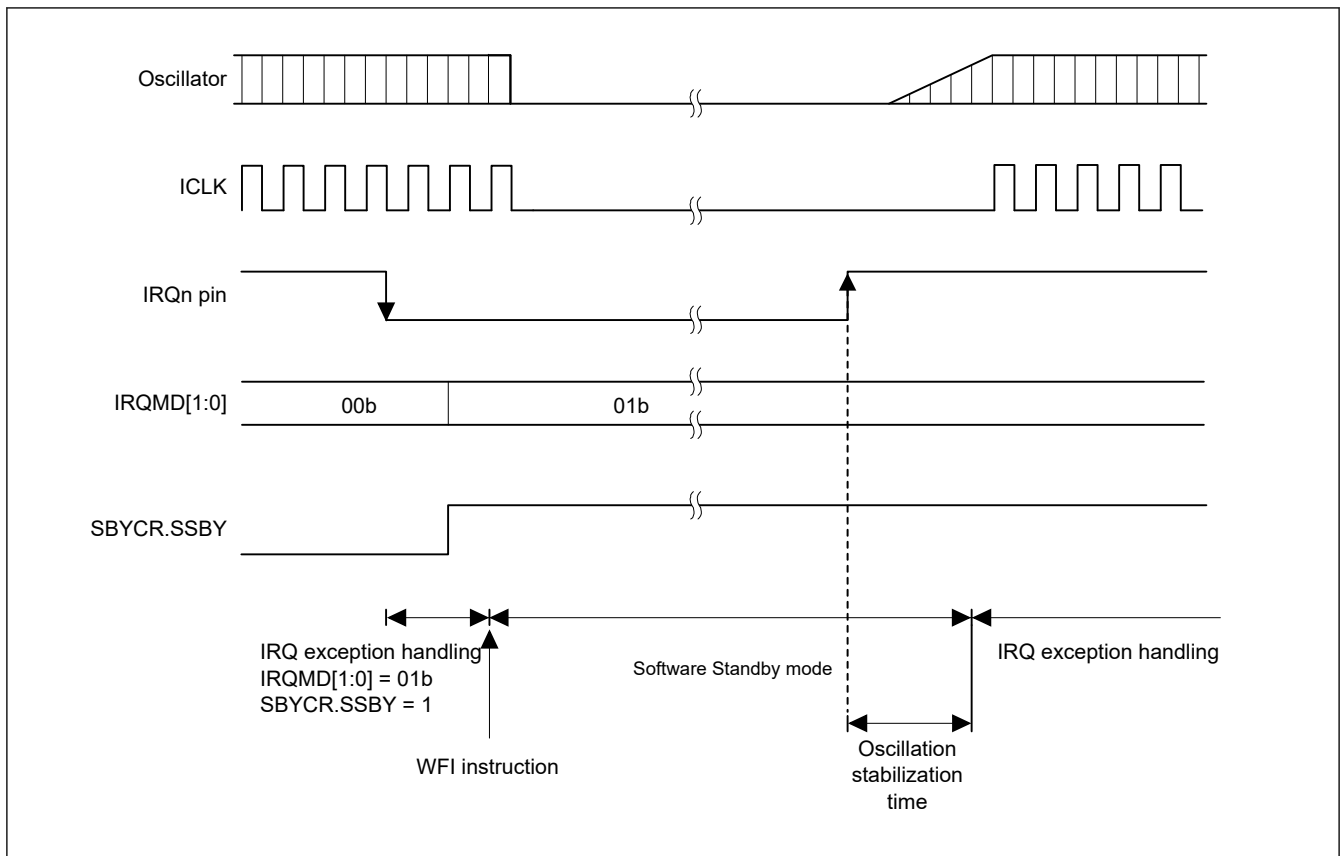 Oscillator
ICLK
IRQn pin
IRQMD[1:0]
00b
01b
SBYCR.SSBY
IRQ exception handling
IRQMD[1:0] = 01b
SBYCR.SSBY = 1
WFI instruction
Software Standby mode
Oscillation
stabilization
time
IRQ exception handling